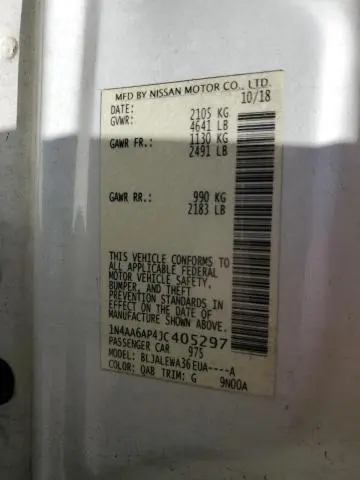 MFD BY NISSAN MOTOR CO., LTD.
DATE: 10/18
GVWR: 2105 KG
4641 LB
GAWR FR.: 1130 KG
2491 LB
GAWR RR.: 990 KG
2183 LB
THIS VEHICLE CONFORMS TO
ALL APPLICABLE FEDERAL
MOTOR VEHICLE SAFETY,
BUMPER, AND THEFT
PREVENTION STANDARDS IN
EFFECT ON THE DATE OF
MANUFACTURE SHOWN ABOVE.
1N4AA6AP4JC405297
PASSENGER CAR 975
MODEL: BLJALEWA36EUA----A
COLOR: QAB TRIM: G 9N00A